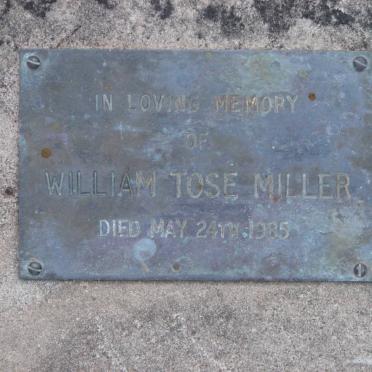 IN LOVING MEMORY
OF
WILLIAM TOSE MILLER
DIED MAY 24TH 1985